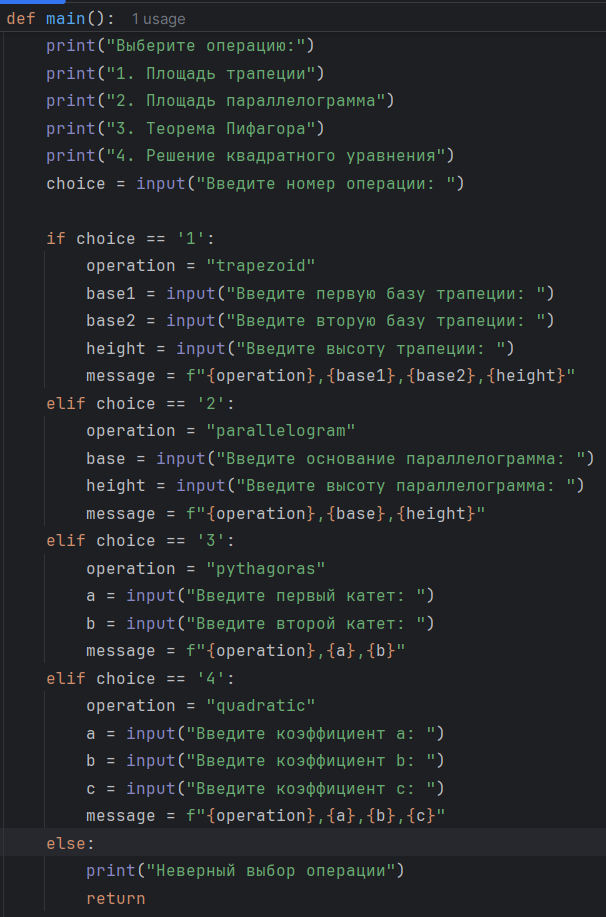 def main():  1 usage
    print("Выберите операцию:")
    print("1. Площадь трапеции")
    print("2. Площадь параллелограмма")
    print("3. Теорема Пифагора")
    print("4. Решение квадратного уравнения")
    choice = input("Введите номер операции: ")

    if choice == '1':
        operation = "trapezoid"
        base1 = input("Введите первую базу трапеции: ")
        base2 = input("Введите вторую базу трапеции: ")
        height = input("Введите высоту трапеции: ")
        message = f"{operation},{base1},{base2},{height}"
    elif choice == '2':
        operation = "parallelogram"
        base = input("Введите основание параллелограмма: ")
        height = input("Введите высоту параллелограмма: ")
        message = f"{operation},{base},{height}"
    elif choice == '3':
        operation = "pythagoras"
        a = input("Введите первый катет: ")
        b = input("Введите второй катет: ")
        message = f"{operation},{a},{b}"
    elif choice == '4':
        operation = "quadratic"
        a = input("Введите коэффициент a: ")
        b = input("Введите коэффициент b: ")
        c = input("Введите коэффициент c: ")
        message = f"{operation},{a},{b},{c}"
    else:
        print("Неверный выбор операции")
        return